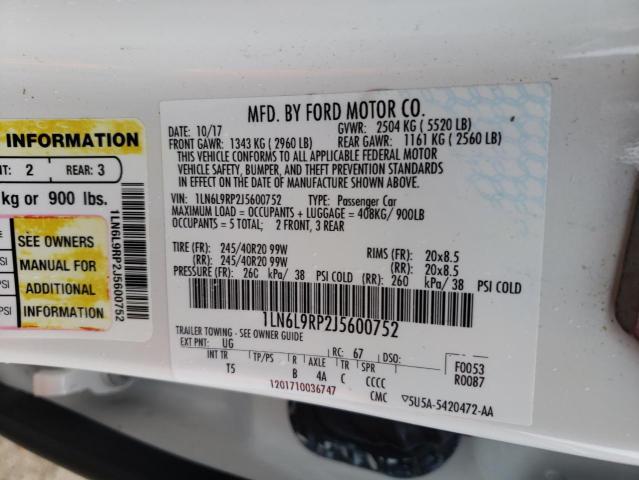 INFORMATION
NT: 2 REAR: 3
kg or 900 lbs.
SEE OWNERS
MANUAL FOR
ADDITIONAL
INFORMATION
PSI
PSI
1LN6L9RP2J5600752
MFD. BY FORD MOTOR CO.
DATE: 10/17 GVWR: 2504 KG ( 5520 LB)
FRONT GAWR: 1343 KG ( 2960 LB) REAR GAWR: 1161 KG ( 2560 LB)
THIS VEHICLE CONFORMS TO ALL APPLICABLE FEDERAL MOTOR
VEHICLE SAFETY, BUMPER, AND THEFT PREVENTION STANDARDS
IN EFFECT ON THE DATE OF MANUFACTURE SHOWN ABOVE.
VIN: 1LN6L9RP2J5600752 TYPE: Passenger Car
MAXIMUM LOAD = OCCUPANTS + LUGGAGE = 408KG/ 900LB
OCCUPANTS = 5 TOTAL: 2 FRONT, 3 REAR
TIRE (FR): 245/40R20 99W RIMS (FR): 20x8.5
(RR): 245/40R20 99W (RR): 20x8.5
PRESSURE (FR): 260 kPa/ 38 PSI COLD (RR): 260 kPa/ 38 PSI COLD
1LN6L9RP2J5600752
TRAILER TOWING - SEE OWNER GUIDE
EXT PNT: UG RC: 67 DSO:
INT TR TP/PS R AXLE TR SPR
T5 B 4A C CCCC
1201710036747 CMC
F0053
R0087
▽5U5A-5420472-AA